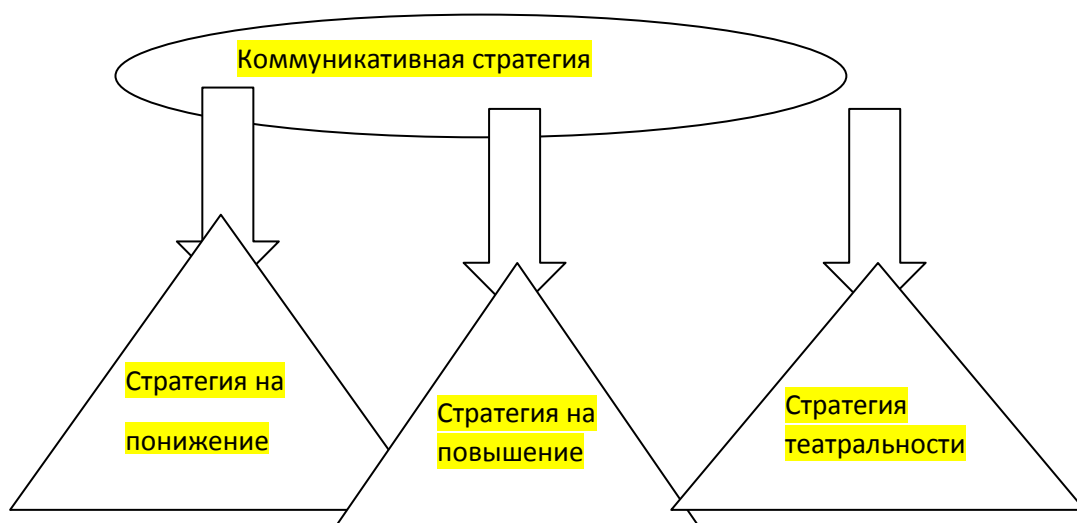 Коммуникативная стратегия
Стратегия на
понижение
Стратегия на
повышение
Стратегия
театральности